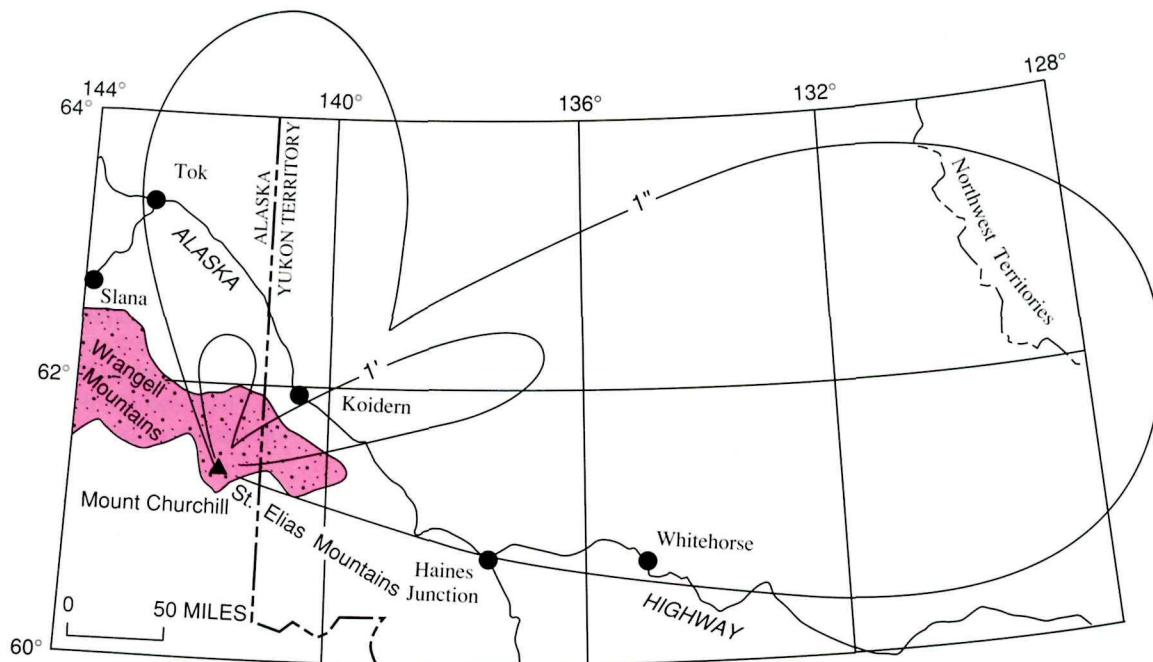 128°
144°
140°
136°
132°
64°
Tok
ALASKA
YUKON TERRITORY
1"
Northwest Territories
ALASKA
Slana
Wrangell
Mountains
62°
1'
Koidern
Mount Churchill
St. Elias Mountains
Whitehorse
Haines
Junction
HIGHWAY
0 50 MILES
60°